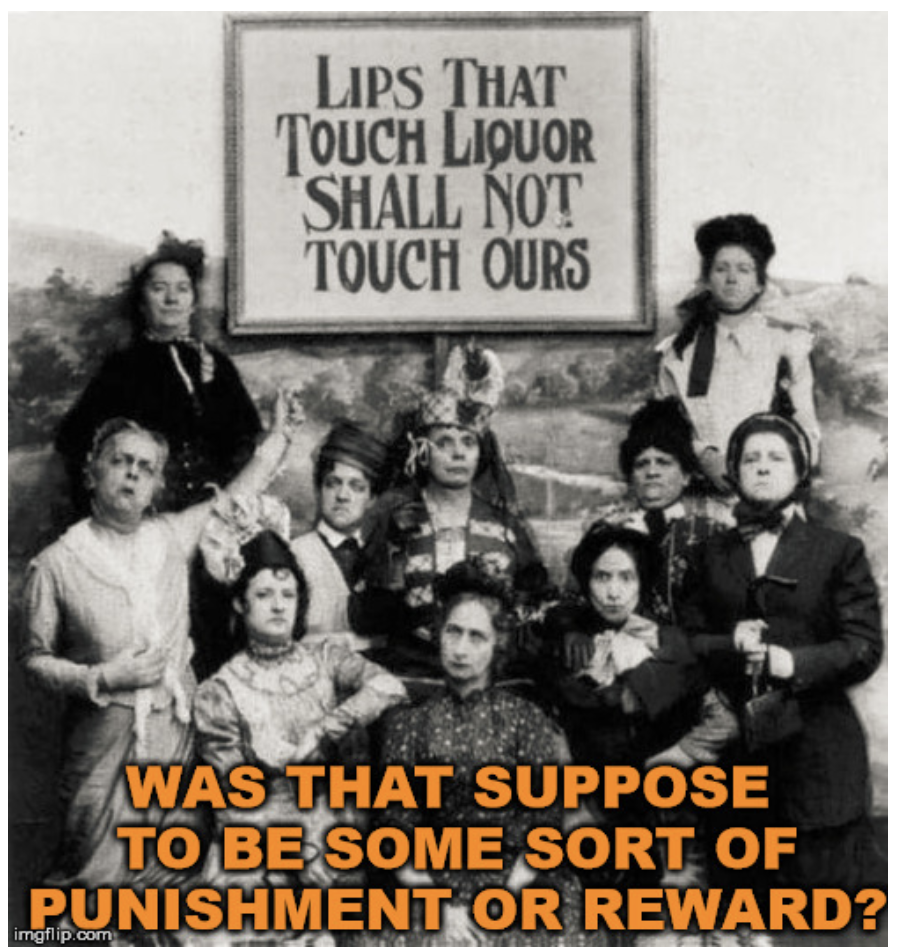 LIPS THAT
TOUCH LIQUOR
SHALL NOT
TOUCH OURS
WAS THAT SUPPOSE
TO BE SOME SORT OF
PUNISHMENT OR REWARD?
imgflip.com